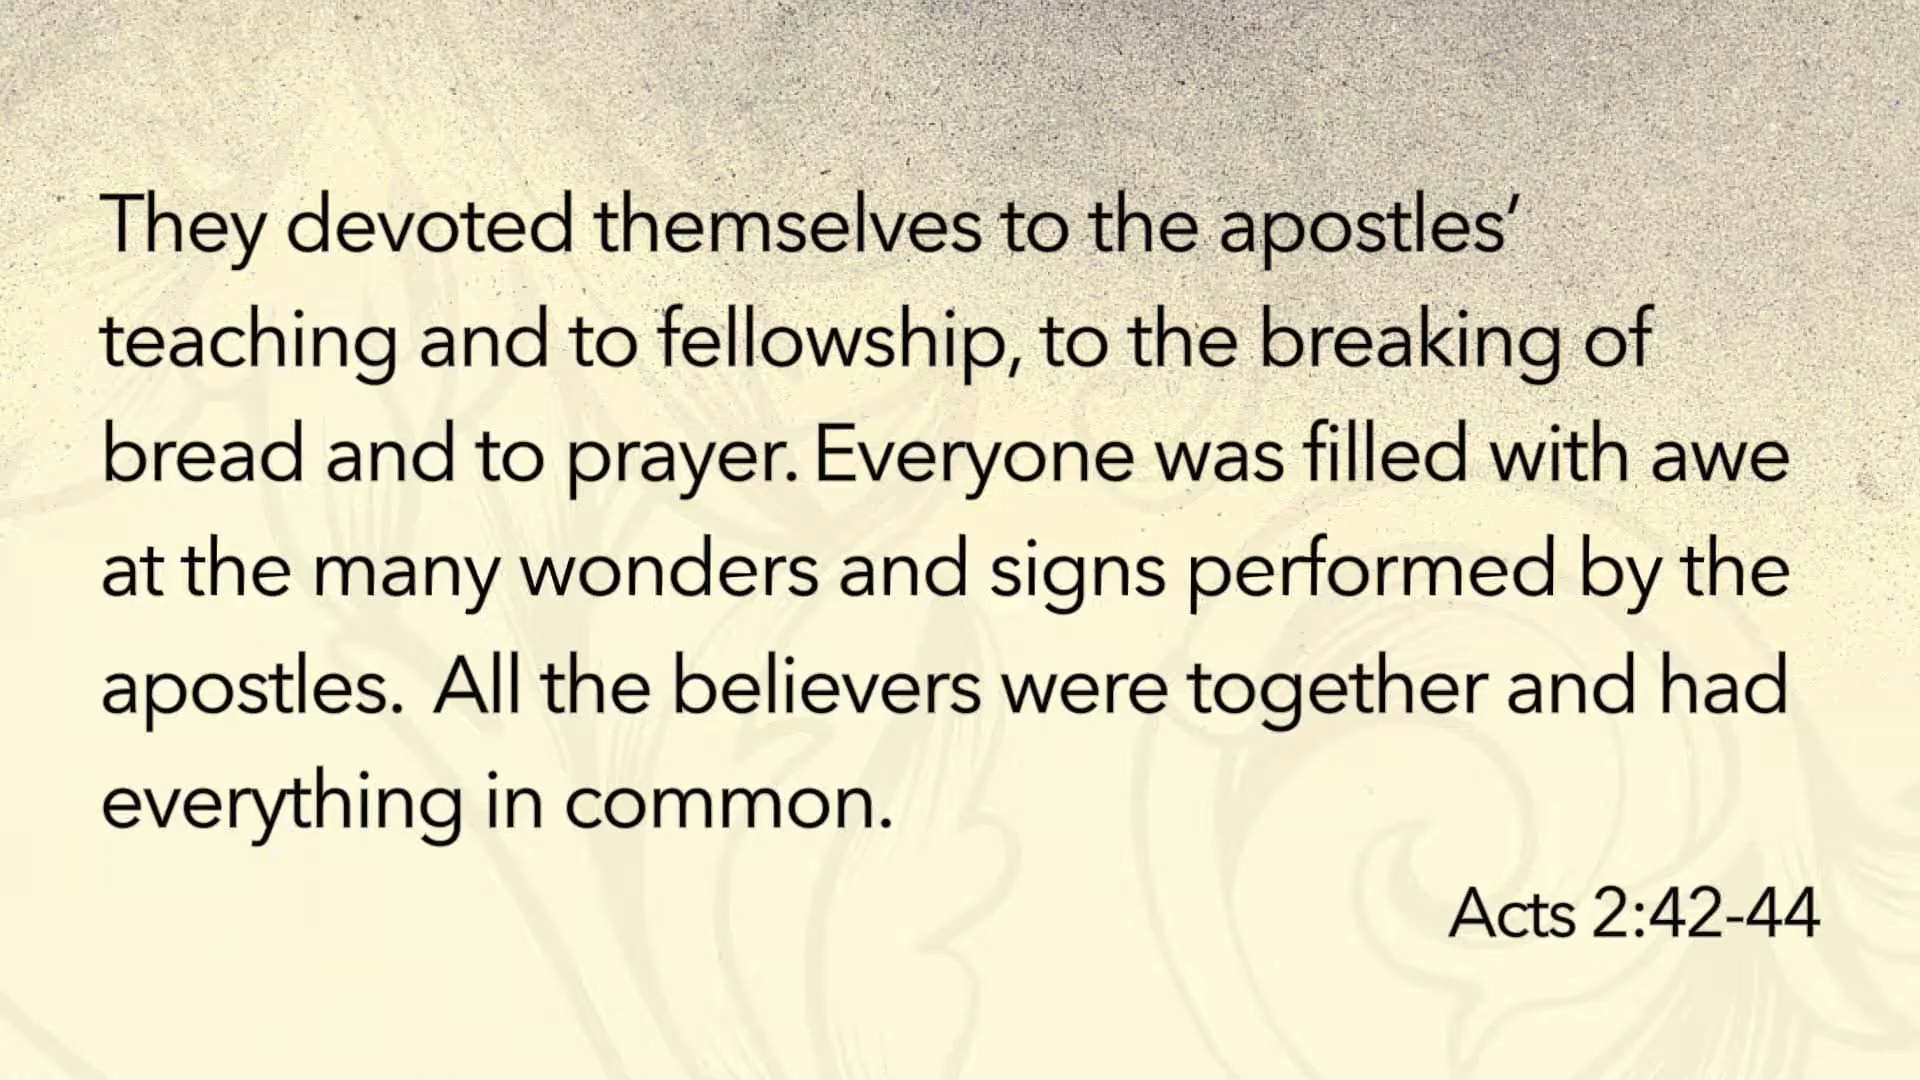 They devoted themselves to the apostles’
teaching and to fellowship, to the breaking of
bread and to prayer. Everyone was filled with awe
at the many wonders and signs performed by the
apostles. All the believers were together and had
everything in common.
Acts 2:42-44